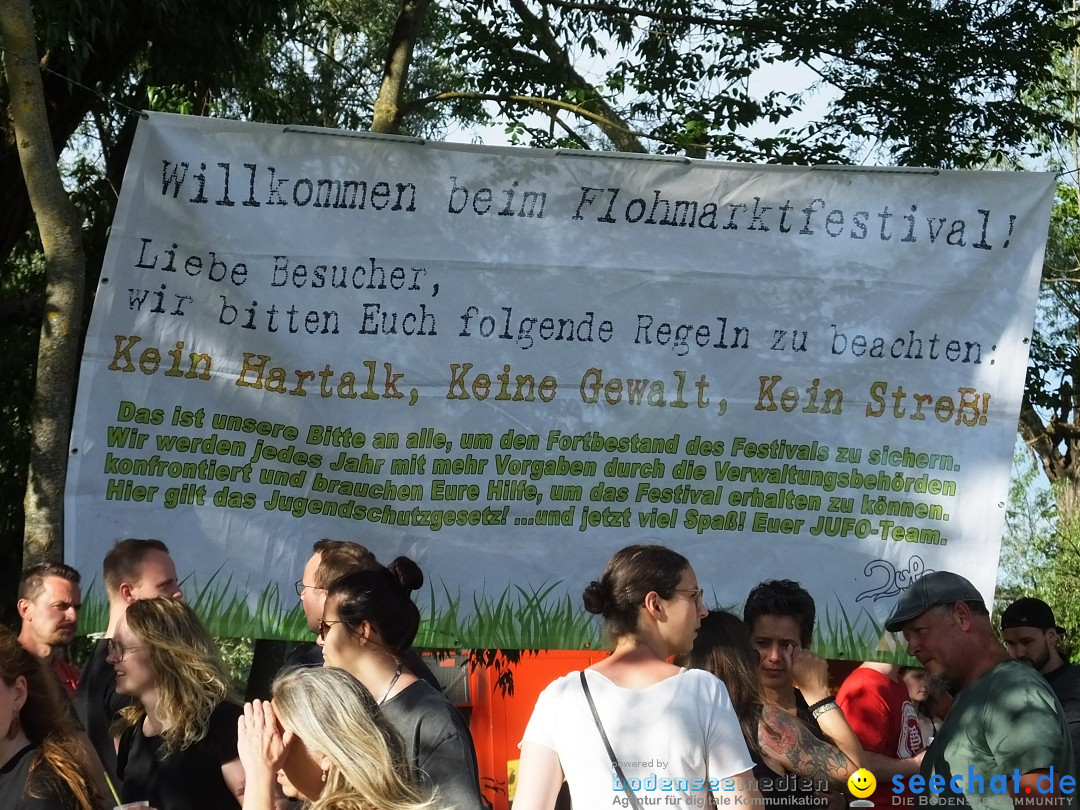 Willkommen beim Flohmarktfestival!
Liebe Besucher,
wir bitten Euch folgende Regeln zu beachten:
Kein Hartalk, Keine Gewalt, Kein Streß!
Das ist unsere Bitte an alle, um den Fortbestand des Festivals zu sichern.
Wir werden jedes Jahr mit mehr Vorgaben durch die Verwaltungsbehörden
konfrontiert und brauchen Eure Hilfe, um das Festival erhalten zu können.
Hier gilt das Jugendschutzgesetz! ...und jetzt viel Spaß! Euer JUFO-Team.
powered by
bodenseemedien
Agentur für digitale Kommunikation
seechat.de
Die Bodensee Community